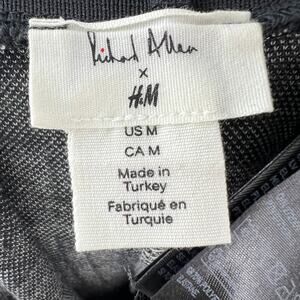 Richard Allan
x
H&M
US M
CA M
Made in
Turkey
Fabriqué en
Turquie